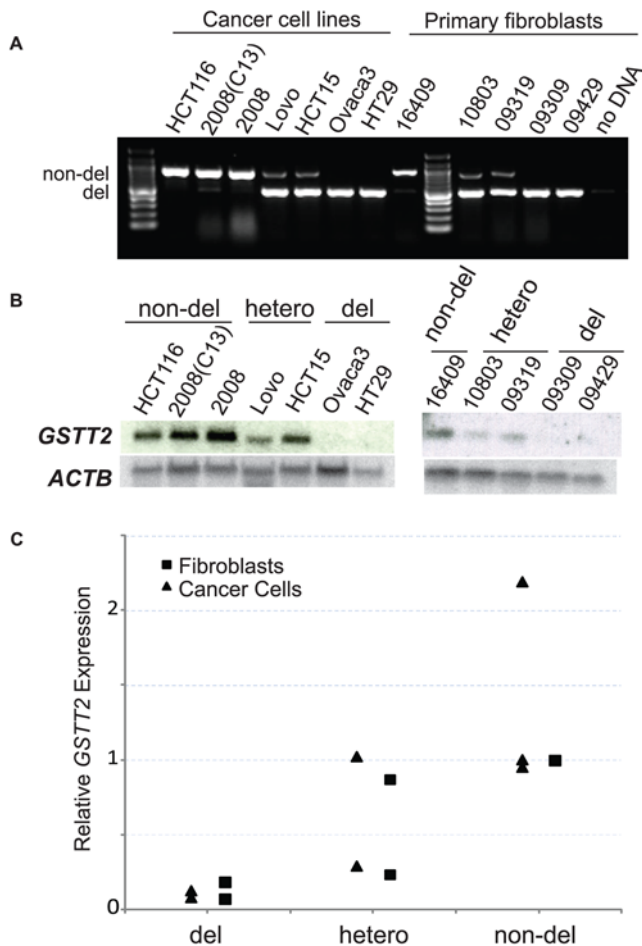 A
Cancer cell lines
Primary fibroblasts
HCT116
2008(C13)
2008
Lovo
HCT15
Ovaca3
HT29
16409
10803
09319
09309
09429
no DNA
non-del
del
B
non-del
hetero
del
HCT116
2008(C13)
2008
Lovo
HCT15
Ovaca3
HT29
non-del
hetero
del
16409
10803
09319
09309
09429
GSTT2
ACTB
C
Fibroblasts
Cancer Cells
Relative GSTT2 Expression
2
1
0
del
hetero
non-del